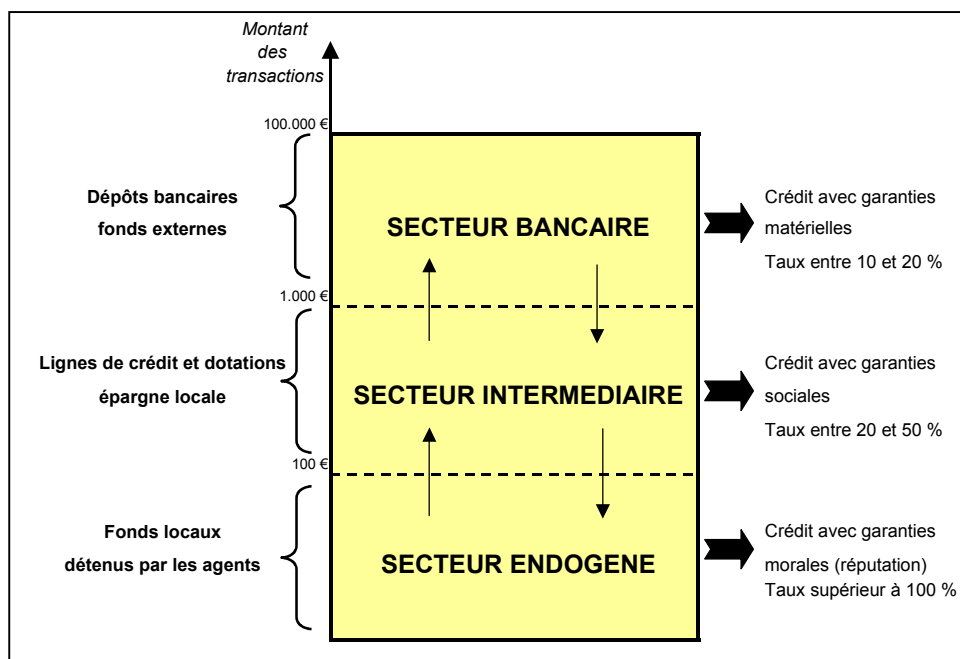 Montant
des
transactions
100.000 €
Dépôts bancaires
fonds externes
SECTEUR BANCAIRE
Crédit avec garanties
matérielles
Taux entre 10 et 20 %
1.000 €
Lignes de crédit et dotations
épargne locale
SECTEUR INTERMEDIAIRE
Crédit avec garanties
sociales
Taux entre 20 et 50 %
100 €
Fonds locaux
détenus par les agents
SECTEUR ENDOGENE
Crédit avec garanties
morales (réputation)
Taux supérieur à 100 %